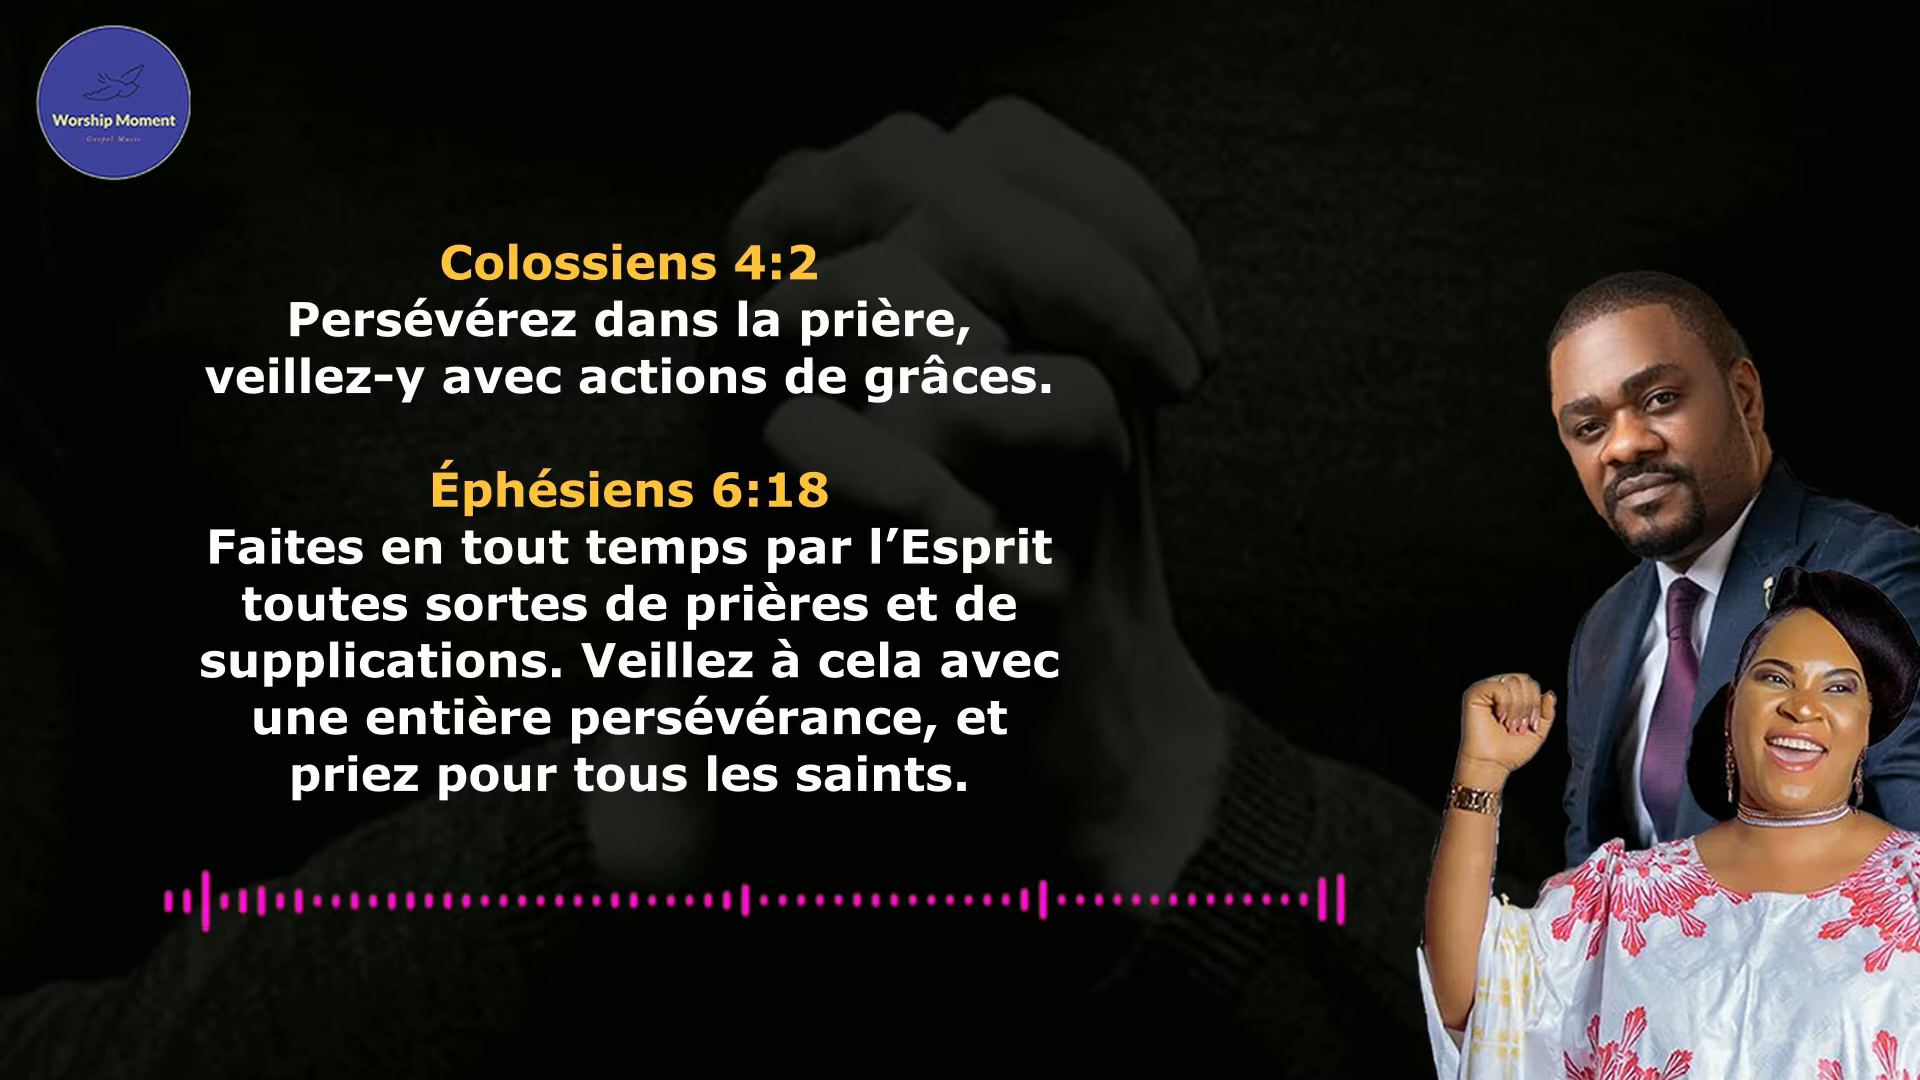 Worship Moment
Gospel Music
Colossiens 4:2
Persévérez dans la prière,
veillez-y avec actions de grâces.
Éphésiens 6:18
Faites en tout temps par l’Esprit
toutes sortes de prières et de
supplications. Veillez à cela avec
une entière persévérance, et
priez pour tous les saints.